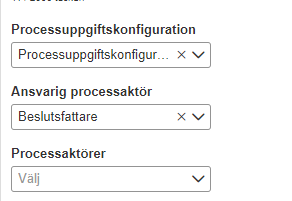 Processuppgiftskonfiguration
Processuppgiftskonfigur...
Ansvarig processaktör
Beslutsfattare
Processaktörer
Välj